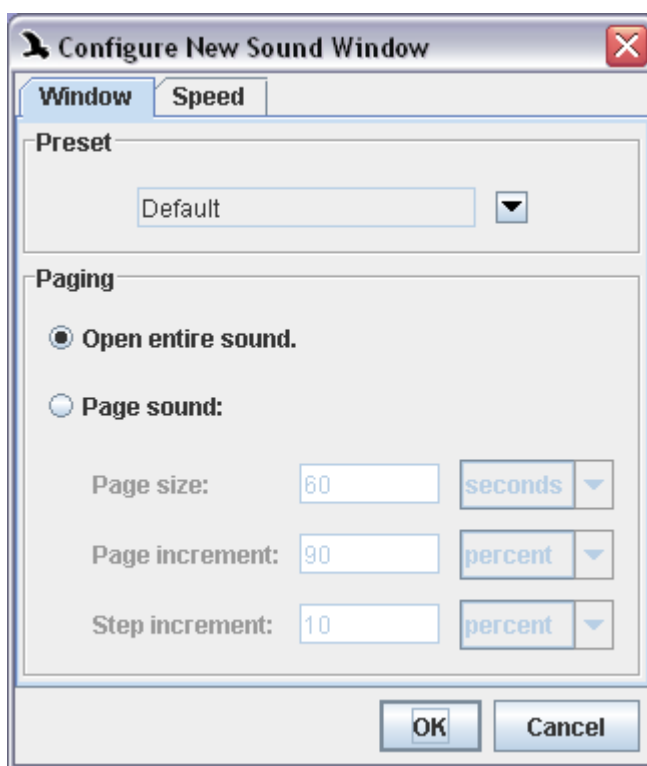 Configure New Sound Window
Window Speed
Preset
Default
Paging
Open entire sound.
Page sound:
Page size: 60 seconds
Page increment: 90 percent
Step increment: 10 percent
OK Cancel